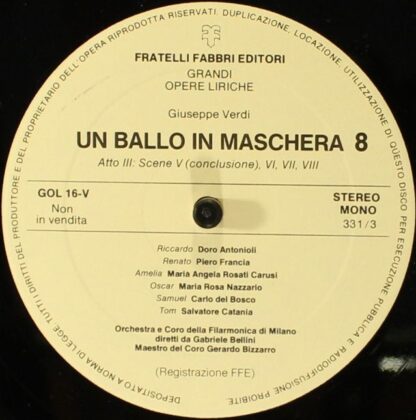 DEPOSITATO A NORMA DI LEGGE. TUTTI I DIRITTI DEL PRODUTTORE E DEL PROPRIETARIO DELL'OPERA RIPRODOTTA RISERVATI. DUPLICAZIONE, LOCAZIONE, UTILIZZAZIONE DI QUESTO DISCO PER ESECUZIONE PUBBLICA E RADIODIFFUSIONE PROIBITE.
FRATELLI FABBRI EDITORI
GRANDI
OPERE LIRICHE
Giuseppe Verdi
UN BALLO IN MASCHERA 8
Atto III: Scene V (conclusione), VI, VII, VIII
GOL 16-V
Non
in vendita
STEREO
MONO
331/3
Riccardo Doro Antonioli
Renato Piero Francia
Amelia Maria Angela Rosati Carusi
Oscar Maria Rosa Nazzario
Samuel Carlo del Bosco
Tom Salvatore Catania
Orchestra e Coro della Filarmonica di Milano
diretti da Gabriele Bellini
Maestro del Coro Gerardo Bizzarro
(Registrazione FFE)